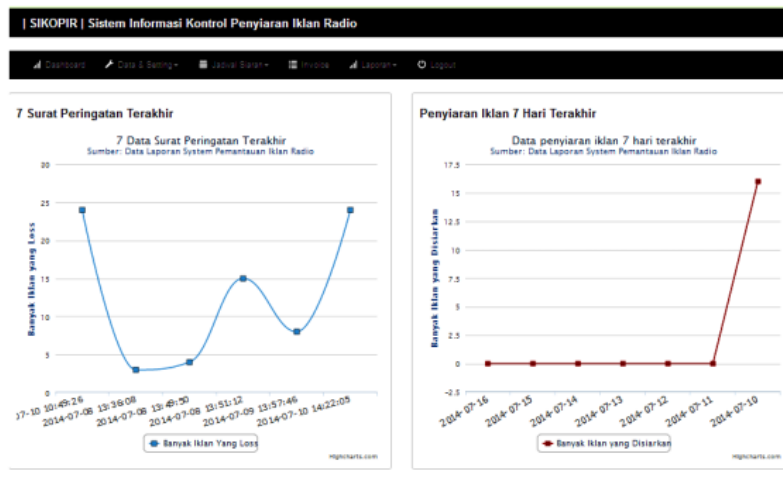 | SIKOPIR | Sistem Informasi Kontrol Penyiaran Iklan Radio
Dashboard Data & Setting Jadwal Siaran Invoice Laporan Logout
7 Surat Peringatan Terakhir
7 Data Surat Peringatan Terakhir
Sumber: Data Laporan System Pemantauan Iklan Radio
Banyak Iklan yang Loss
30
25
20
15
10
5
0
07-10 10:49:26
2014-07-08 13:36:08
2014-07-08 13:49:50
2014-07-08 13:51:12
2014-07-09 13:57:46
2014-07-10 14:22:05
Banyak Iklan Yang Loss
Highcharts.com
Penyiaran Iklan 7 Hari Terakhir
Data penyiaran iklan 7 hari terakhir
Sumber: Data Laporan System Pemantauan Iklan Radio
Banyak Iklan yang Disiarkan
17.5
15
12.5
10
7.5
5
2.5
0
-2.5
2014-07-16
2014-07-15
2014-07-14
2014-07-13
2014-07-12
2014-07-11
2014-07-10
Banyak Iklan yang Disiarkan
Highcharts.com